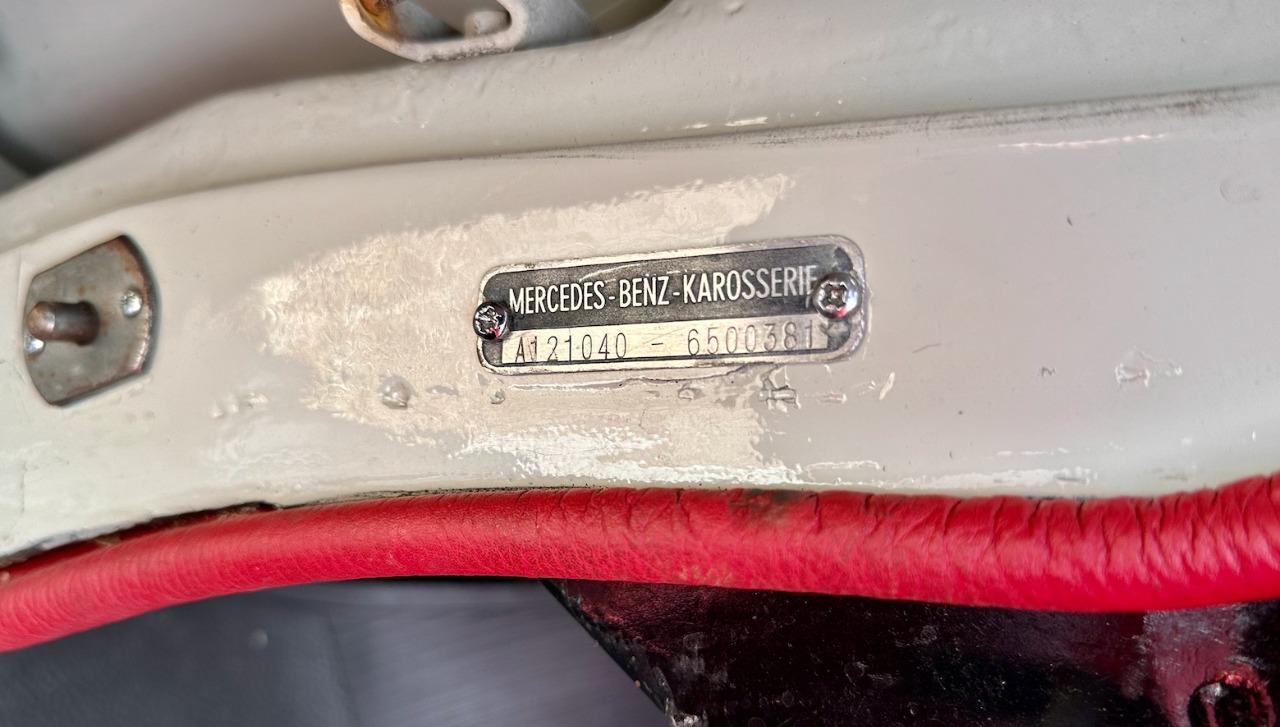 MERCEDES-BENZ-KAROSSERIE
A121040 - 6500381